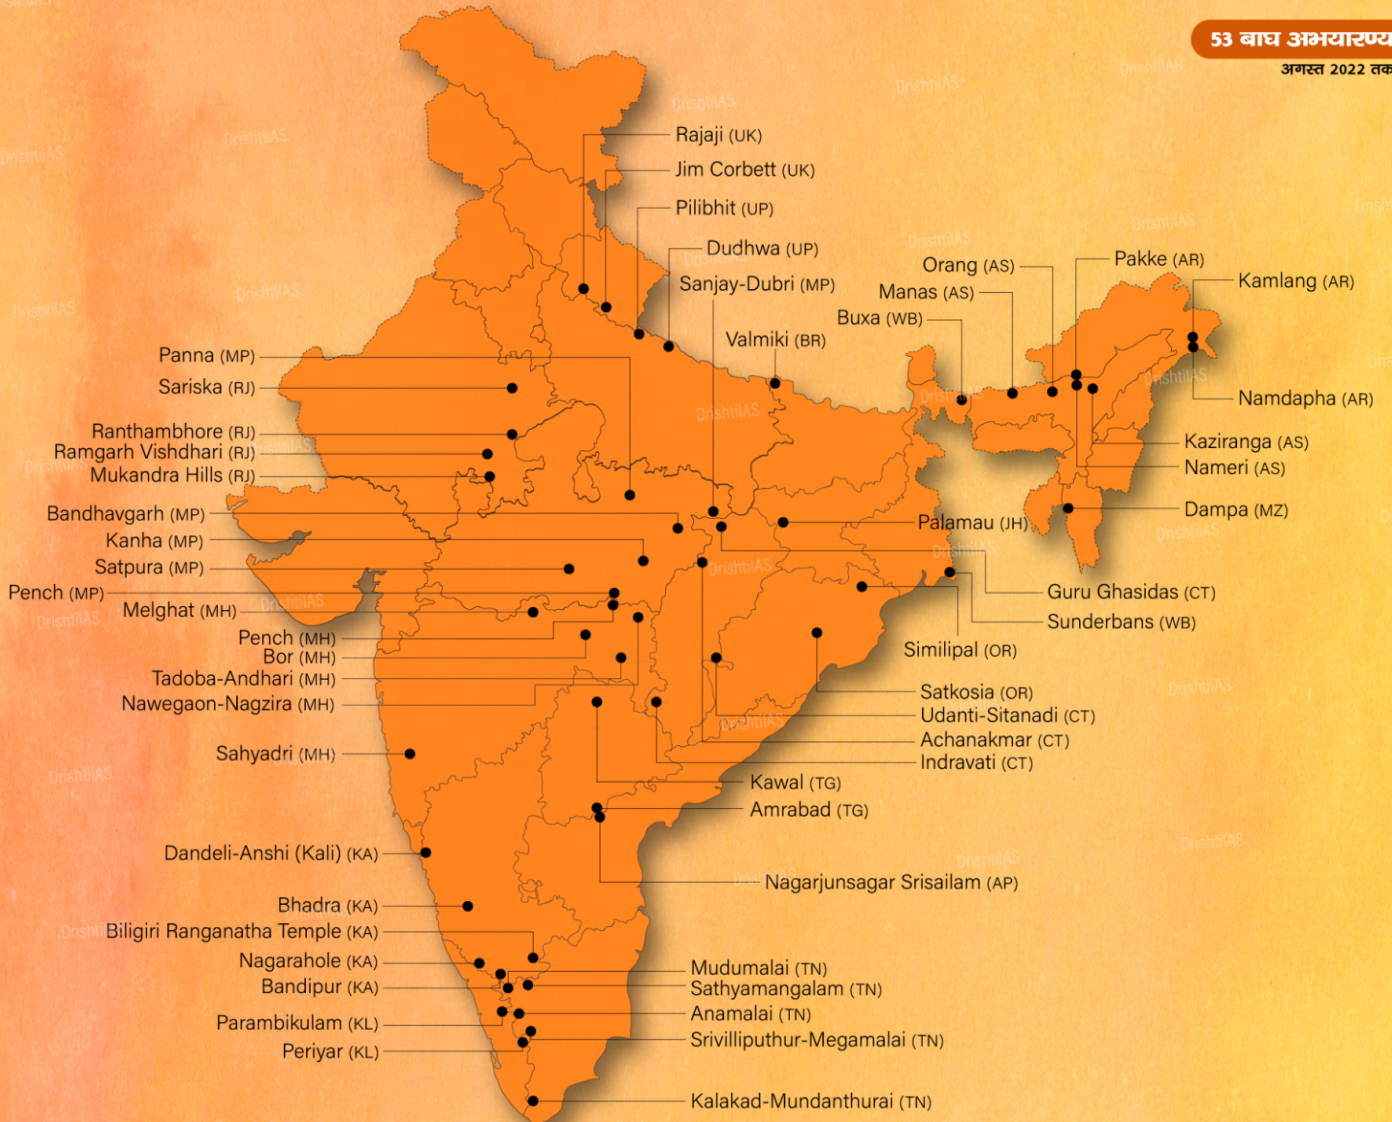 53 बाघ अभयारण्य
अगस्त 2022 तक
Rajaji (UK)
Jim Corbett (UK)
Pilibhit (UP)
Dudhwa (UP)
Sanjay-Dubri (MP)
Valmiki (BR)
Buxa (WB)
Manas (AS)
Orang (AS)
Pakke (AR)
Kamlang (AR)
Namdapha (AR)
Kaziranga (AS)
Nameri (AS)
Dampa (MZ)
Panna (MP)
Sariska (RJ)
Ranthambhore (RJ)
Ramgarh Vishdhari (RJ)
Mukandra Hills (RJ)
Bandhavgarh (MP)
Kanha (MP)
Satpura (MP)
Pench (MP)
Melghat (MH)
Pench (MH)
Bor (MH)
Tadoba-Andhari (MH)
Nawegaon-Nagzira (MH)
Sahyadri (MH)
Palamau (JH)
Guru Ghasidas (CT)
Sunderbans (WB)
Similipal (OR)
Satkosia (OR)
Udanti-Sitanadi (CT)
Achanakmar (CT)
Indravati (CT)
Kawal (TG)
Amrabad (TG)
Nagarjunsagar Srisailam (AP)
Dandeli-Anshi (Kali) (KA)
Bhadra (KA)
Biligiri Ranganatha Temple (KA)
Nagarahole (KA)
Bandipur (KA)
Parambikulam (KL)
Periyar (KL)
Mudumalai (TN)
Sathyamangalam (TN)
Anamalai (TN)
Srivilliputhur-Megamalai (TN)
Kalakad-Mundanthurai (TN)
DrishtiIAS